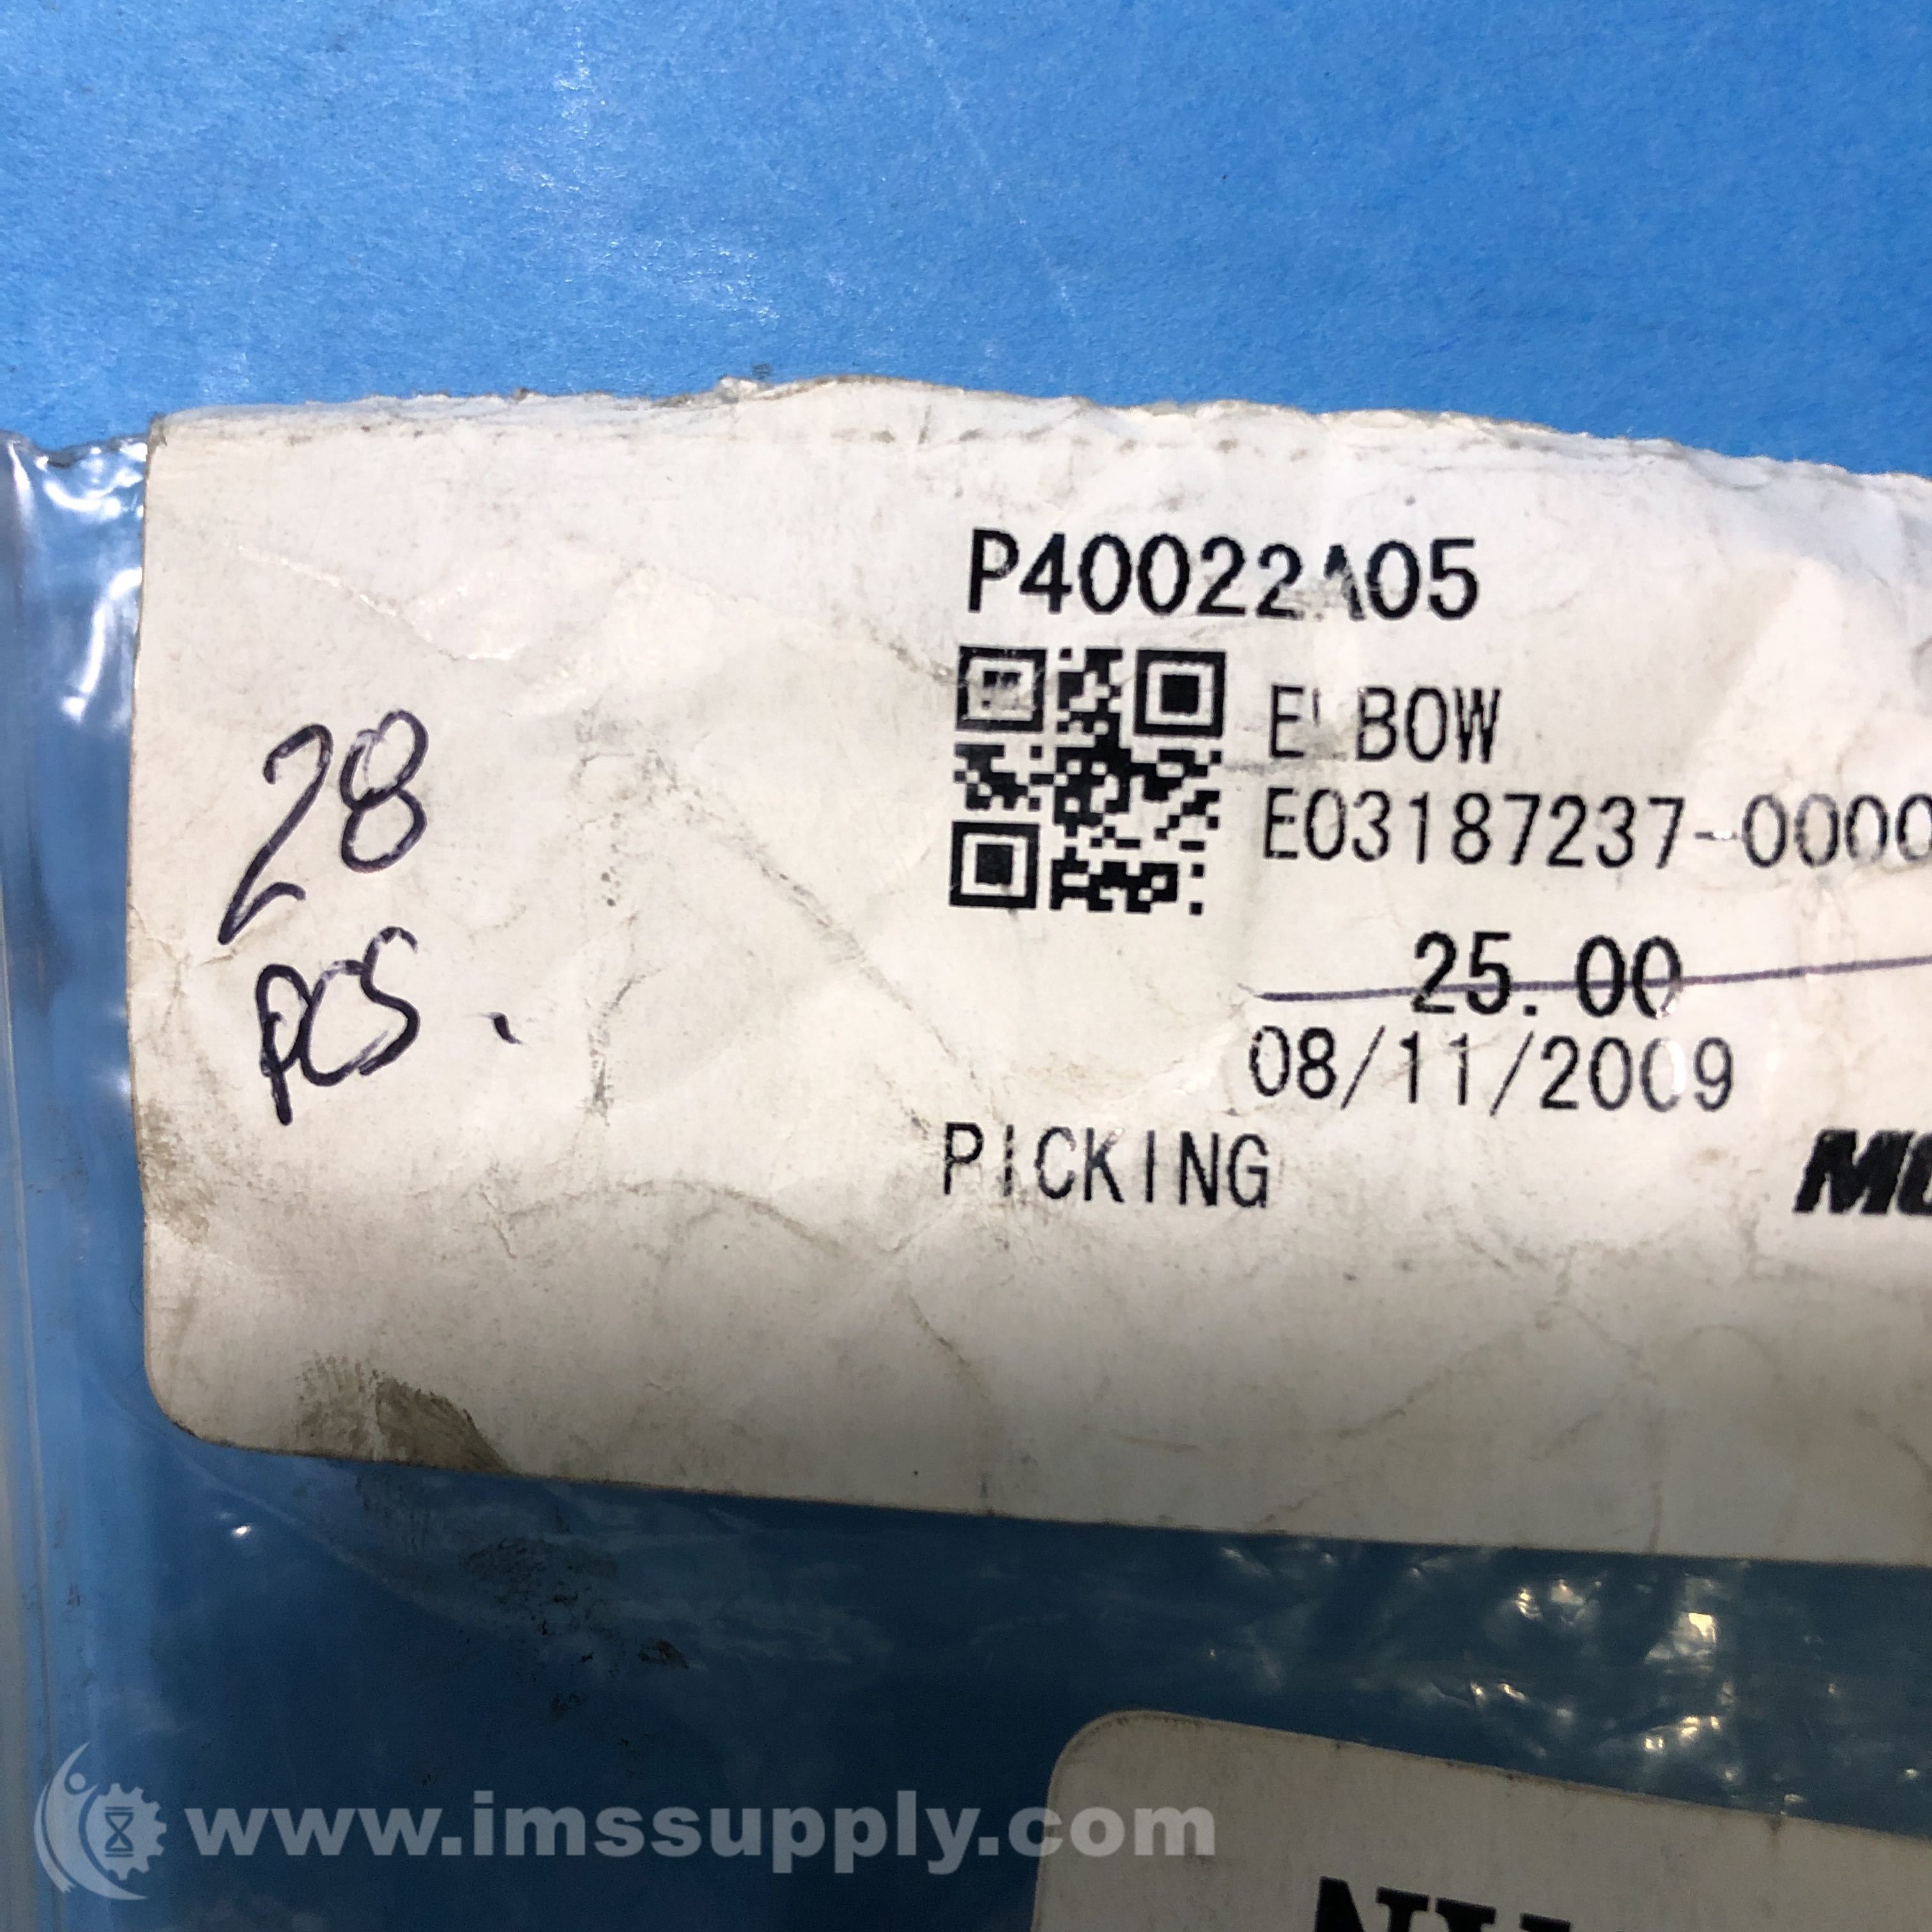 28
pcs.
P40022A05
ELBOW
E03187237-0000
25.00
08/11/2009
PICKING
www.imssupply.com